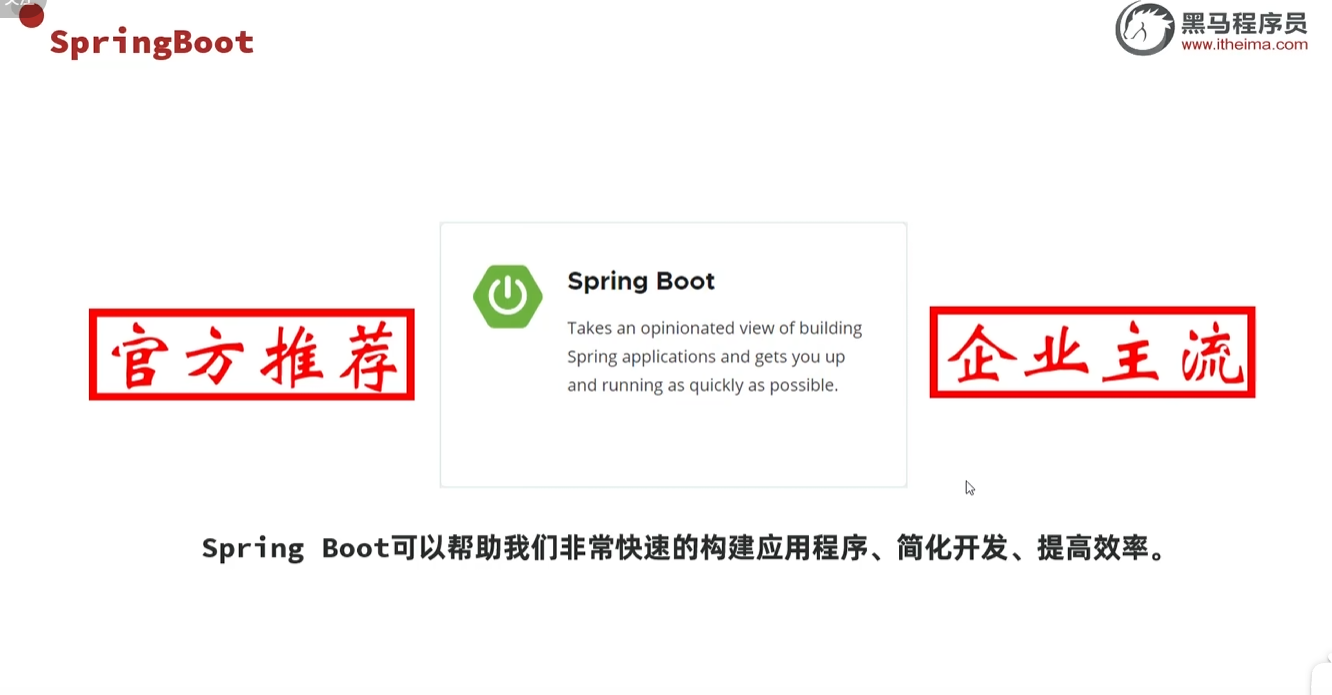 SpringBoot
黑马程序员
www.itheima.com
Spring Boot
Takes an opinionated view of building
Spring applications and gets you up
and running as quickly as possible.
官方推荐
企业主流
Spring Boot可以帮助我们非常快速的构建应用程序、简化开发、提高效率。